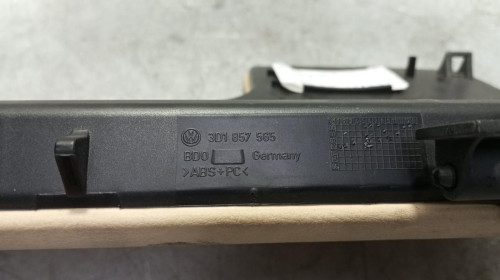 3D1 857 565
BDO Germany
>ABS+PC<